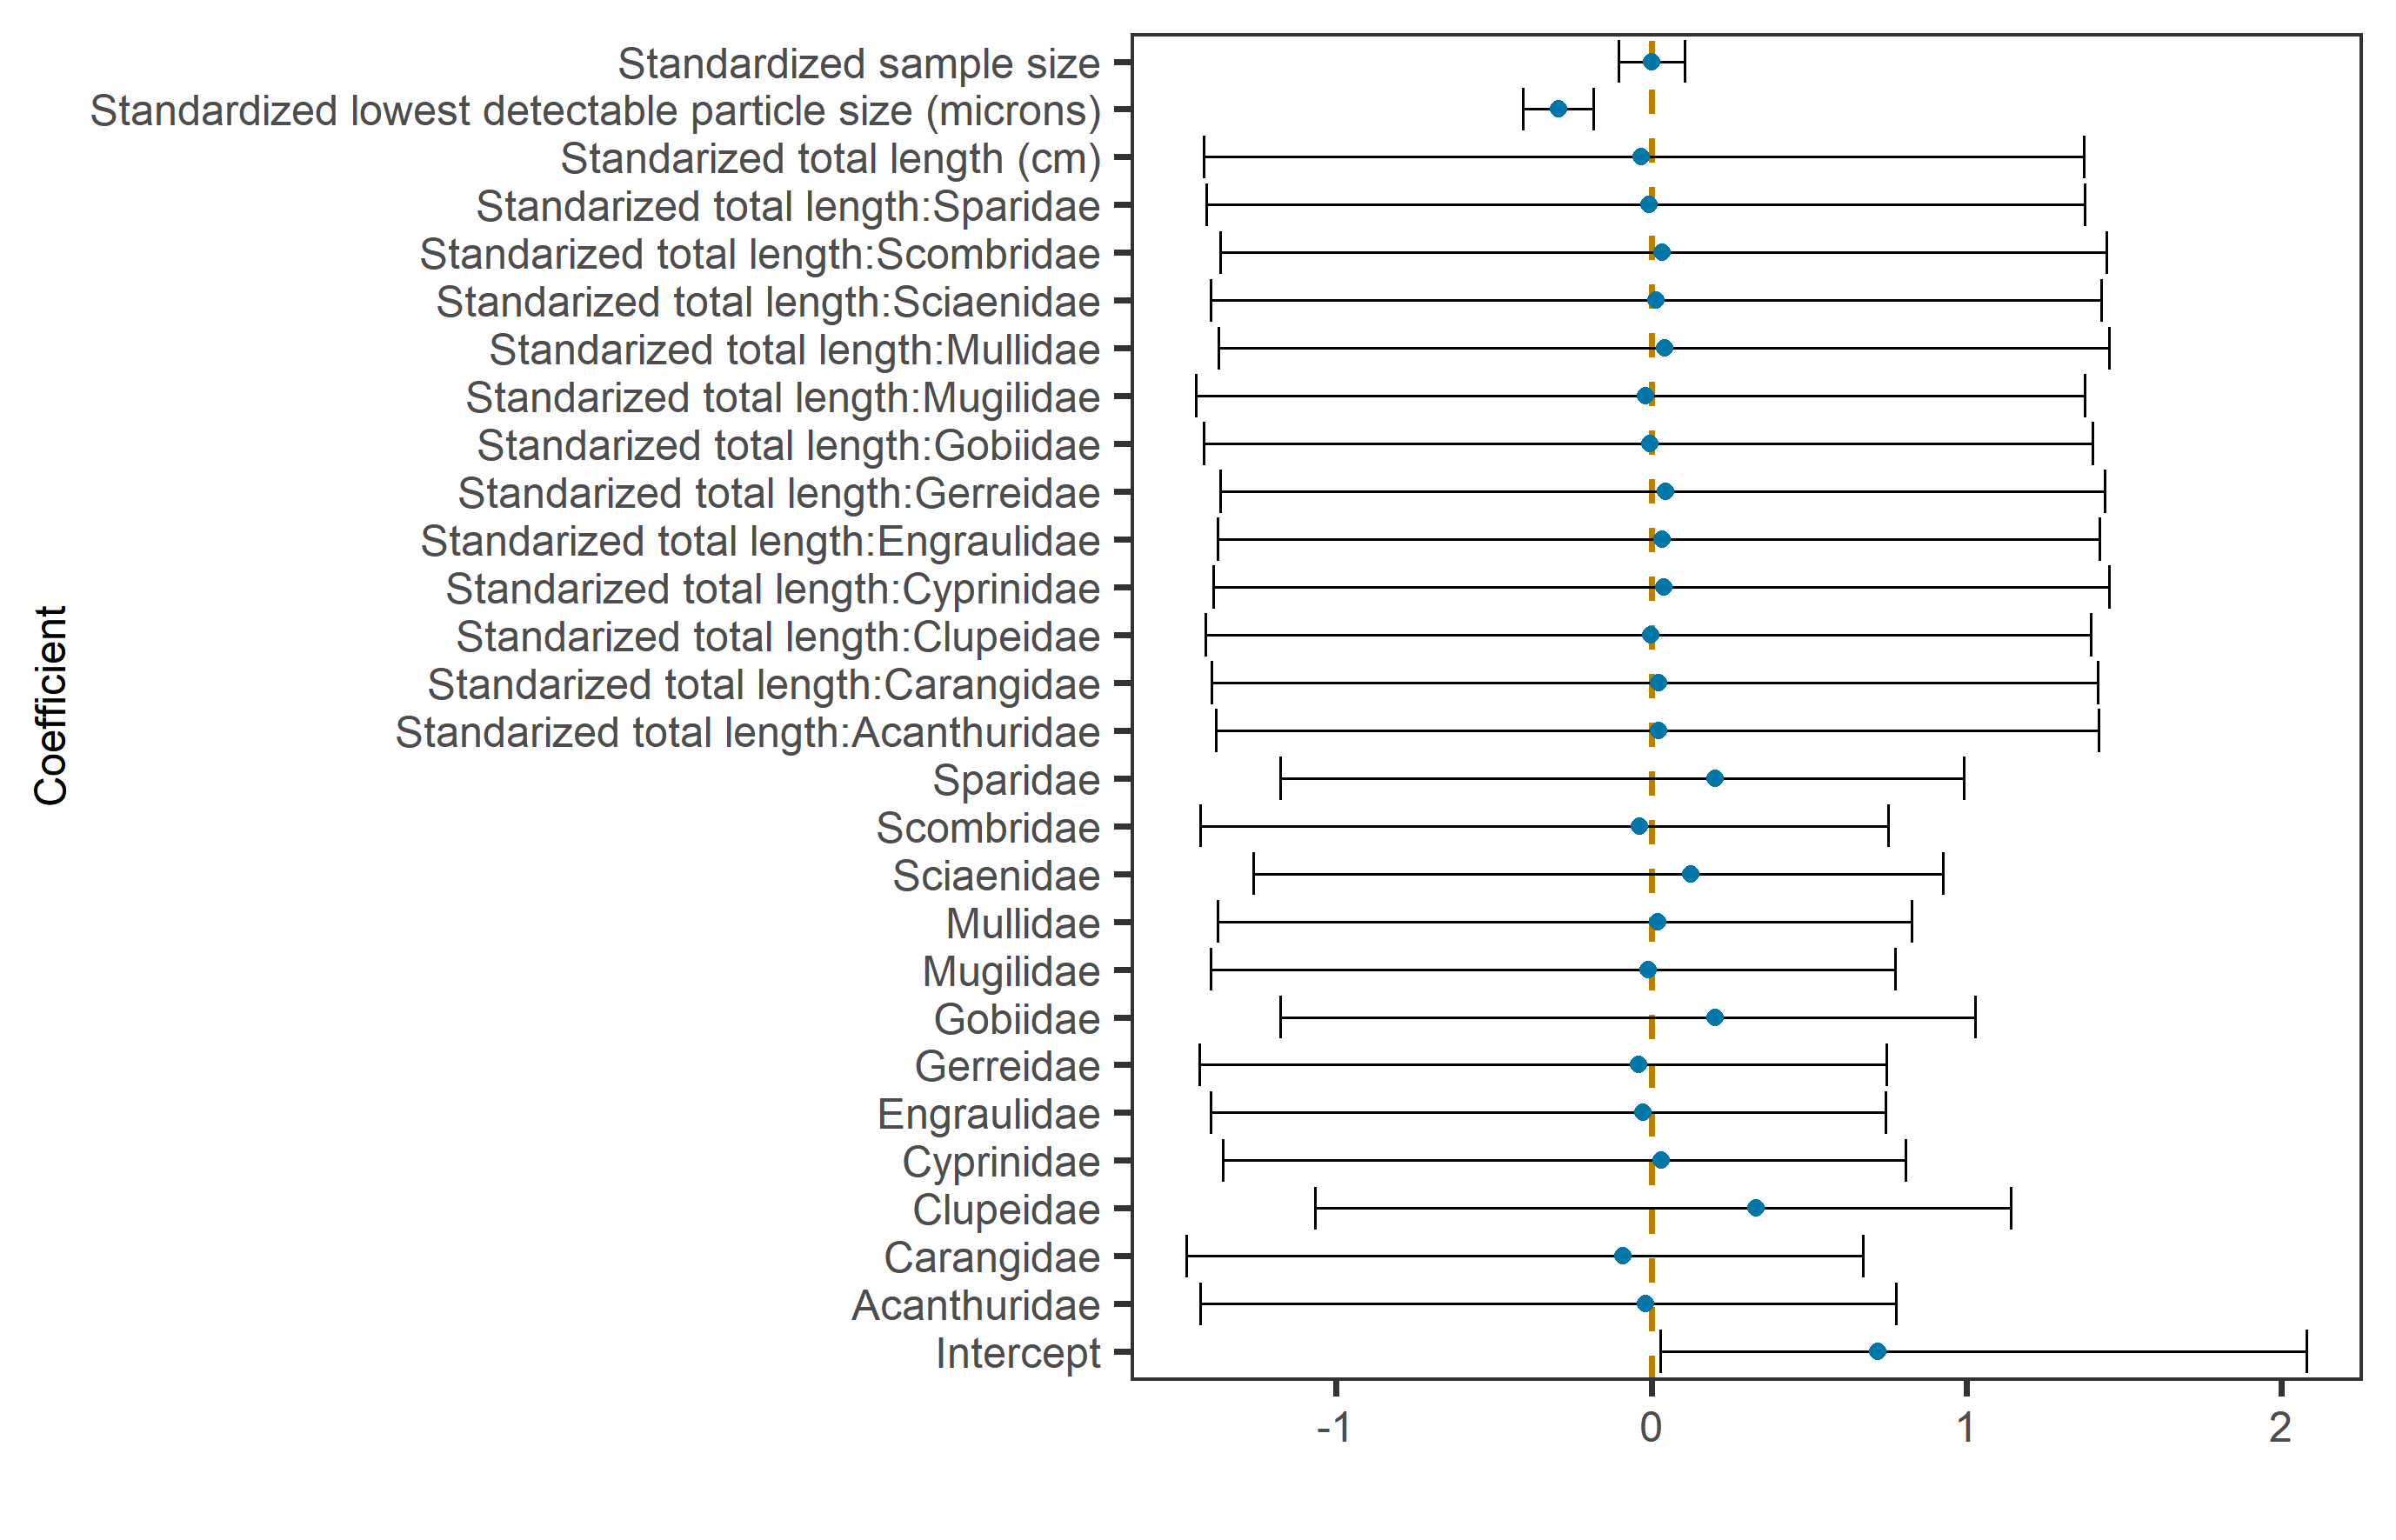 Standardized sample size
Standardized lowest detectable particle size (microns)
Standarized total length (cm)
Standarized total length:Sparidae
Standarized total length:Scombridae
Standarized total length:Sciaenidae
Standarized total length:Mullidae
Standarized total length:Mugilidae
Standarized total length:Gobiidae
Standarized total length:Gerreidae
Standarized total length:Engraulidae
Standarized total length:Cyprinidae
Standarized total length:Clupeidae
Standarized total length:Carangidae
Standarized total length:Acanthuridae
Sparidae
Scombridae
Sciaenidae
Mullidae
Mugilidae
Gobiidae
Gerreidae
Engraulidae
Cyprinidae
Clupeidae
Carangidae
Acanthuridae
Intercept
Coefficient
-1 0 1 2